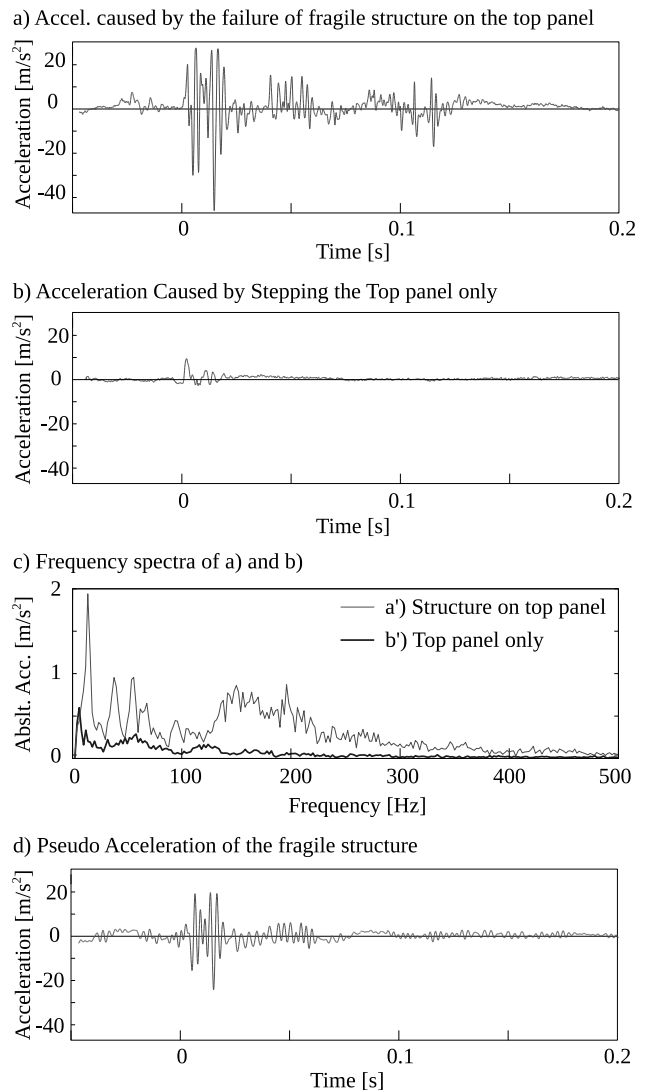 a) Accel. caused by the failure of fragile structure on the top panel
Acceleration [m/s²]
20
0
-20
-40
0
0.1
0.2
Time [s]
b) Acceleration Caused by Stepping the Top panel only
Acceleration [m/s²]
20
0
-20
-40
0
0.1
0.2
Time [s]
c) Frequency spectra of a) and b)
Abslt. Acc. [m/s²]
2
1
0
a') Structure on top panel
b') Top panel only
0
100
200
300
400
500
Frequency [Hz]
d) Pseudo Acceleration of the fragile structure
Acceleration [m/s²]
20
0
-20
-40
0
0.1
0.2
Time [s]